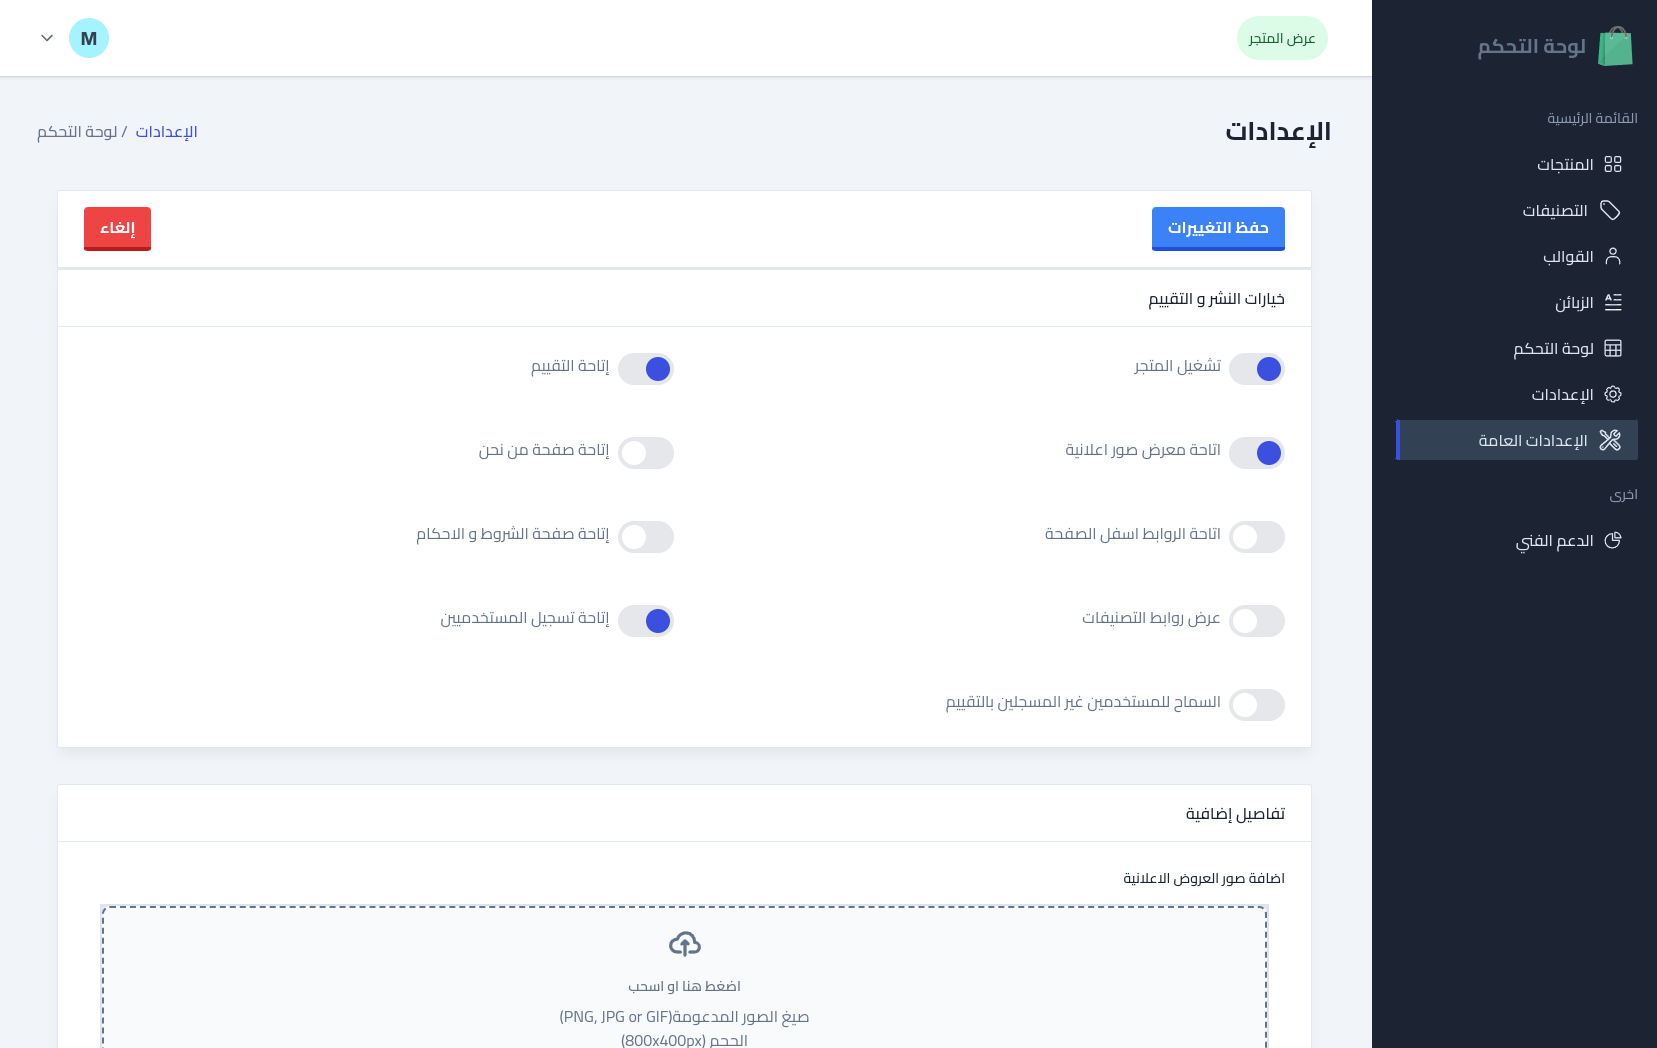 لوحة التحكم
القائمة الرئيسية
المنتجات
التصنيفات
القوالب
الزبائن
لوحة التحكم
الإعدادات
الإعدادات العامة
اخرى
الدعم الفني
عرض المتجر
M
الإعدادات
لوحة التحكم / الإعدادات
حفظ التغييرات
إلغاء
خيارات النشر و التقييم
تشغيل المتجر
إتاحة التقييم
اتاحة معرض صور اعلانية
إتاحة صفحة من نحن
اتاحة الروابط اسفل الصفحة
إتاحة صفحة الشروط و الاحكام
عرض روابط التصنيفات
إتاحة تسجيل المستخدميين
السماح للمستخدمين غير المسجلين بالتقييم
تفاصيل إضافية
اضافة صور العروض الاعلانية
اضغط هنا او اسحب
صيغ الصور المدعومة(PNG, JPG or GIF)
الحجم (800x400px)